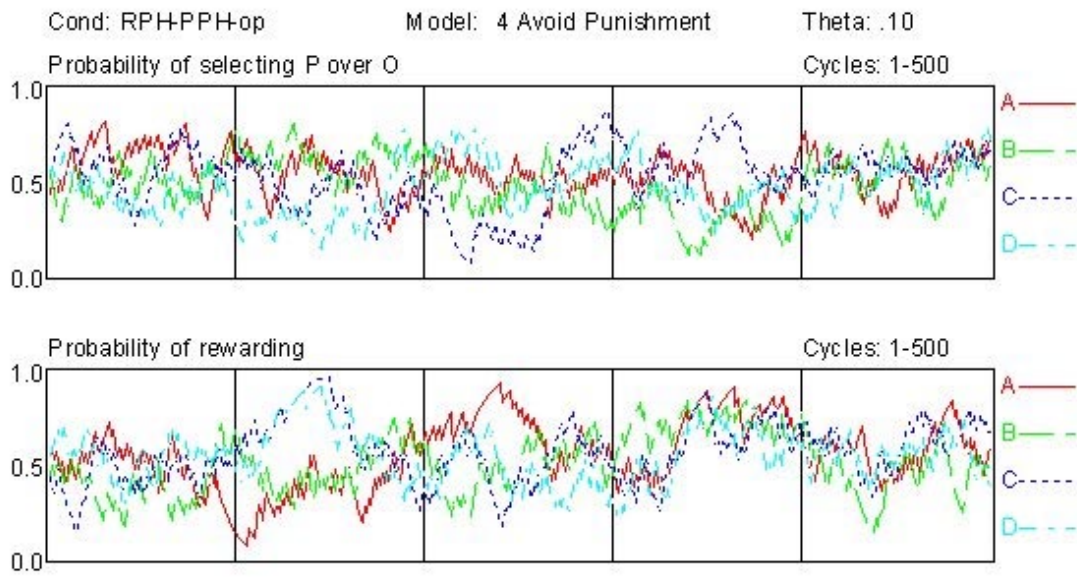 Cond: RPH-PPH-op Model: 4 Avoid Punishment Theta: .10
Probability of selecting P over O Cycles: 1-500
1.0
A
B
0.5
C
D
0.0
Probability of rewarding Cycles: 1-500
1.0
A
B
0.5
C
D
0.0